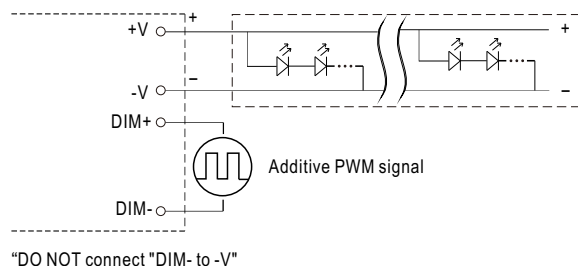 +V
+
+
-V
−
−
DIM+
Additive PWM signal
DIM-
“DO NOT connect "DIM- to -V"